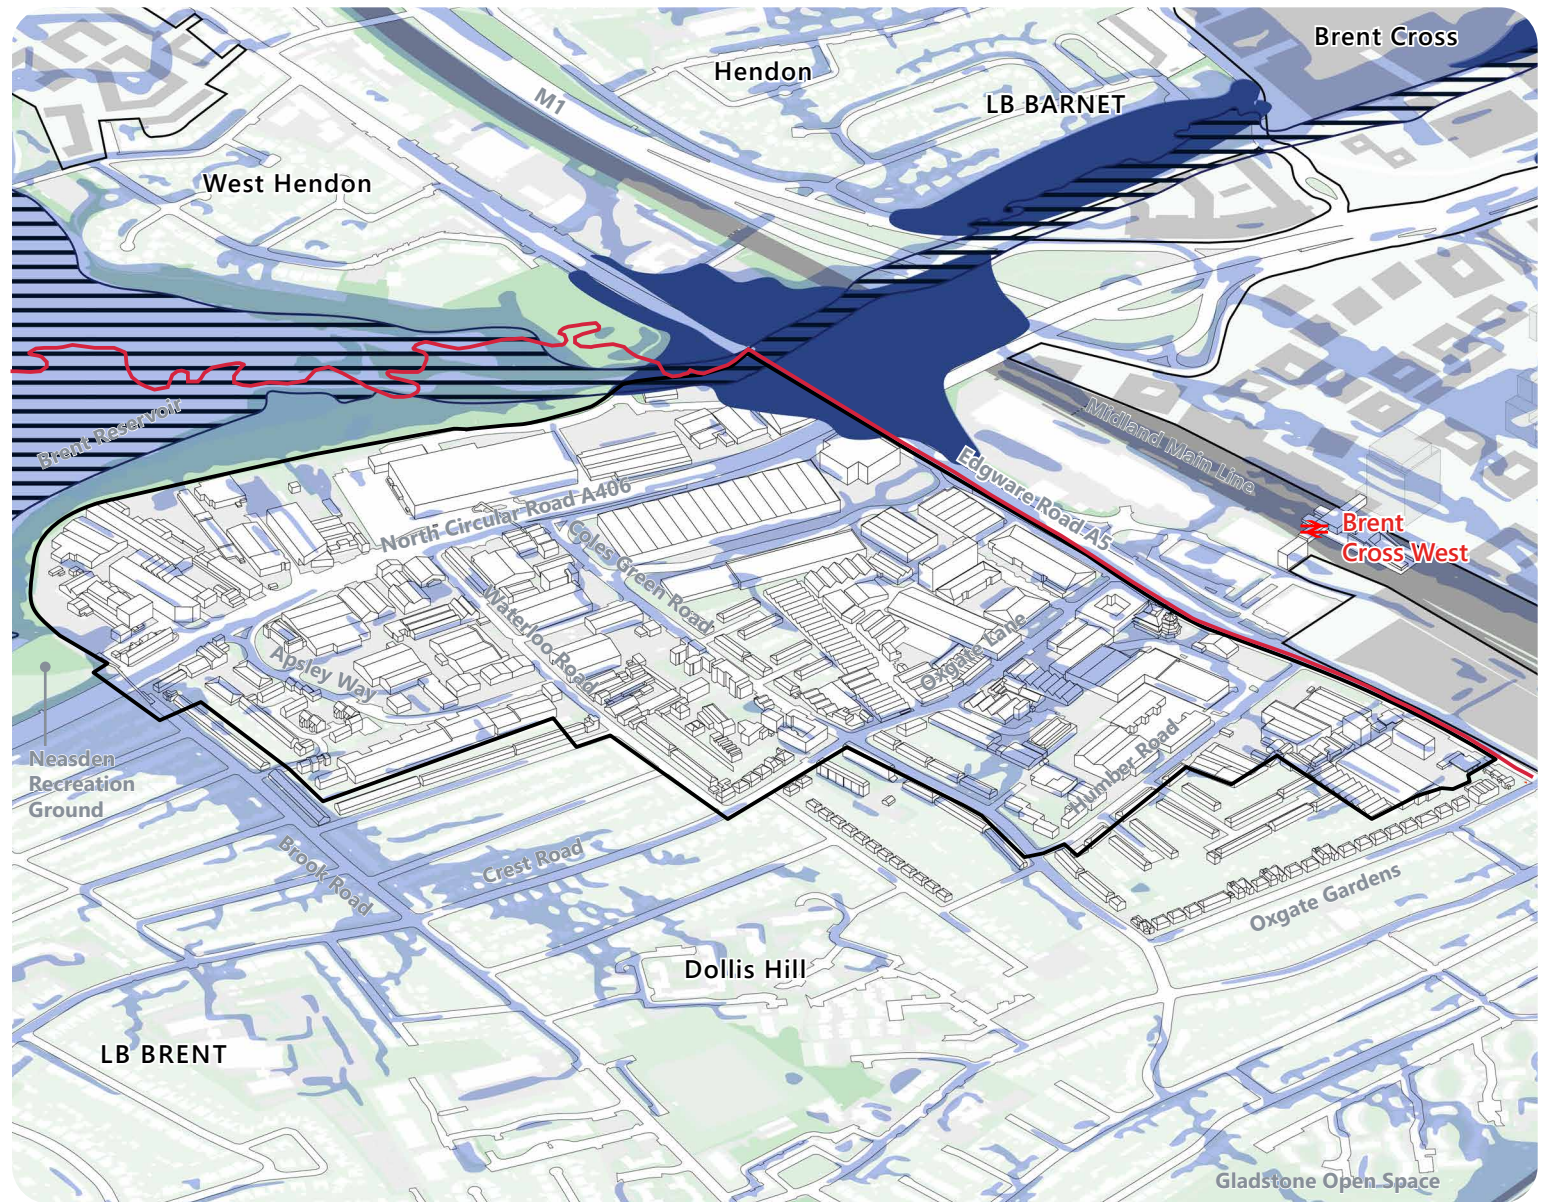 Brent Cross
Hendon
M1
LB BARNET
West Hendon
Brent Reservoir
Midland Main Line
Edgware Road A5
North Circular Road A406
Brent
Cross West
Coles Green Road
Waterloo Road
Oxgate Lane
Apsley Way
Humber Road
Neasden
Recreation
Ground
Brook Road
Crest Road
Oxgate Gardens
Dollis Hill
LB BRENT
Gladstone Open Space